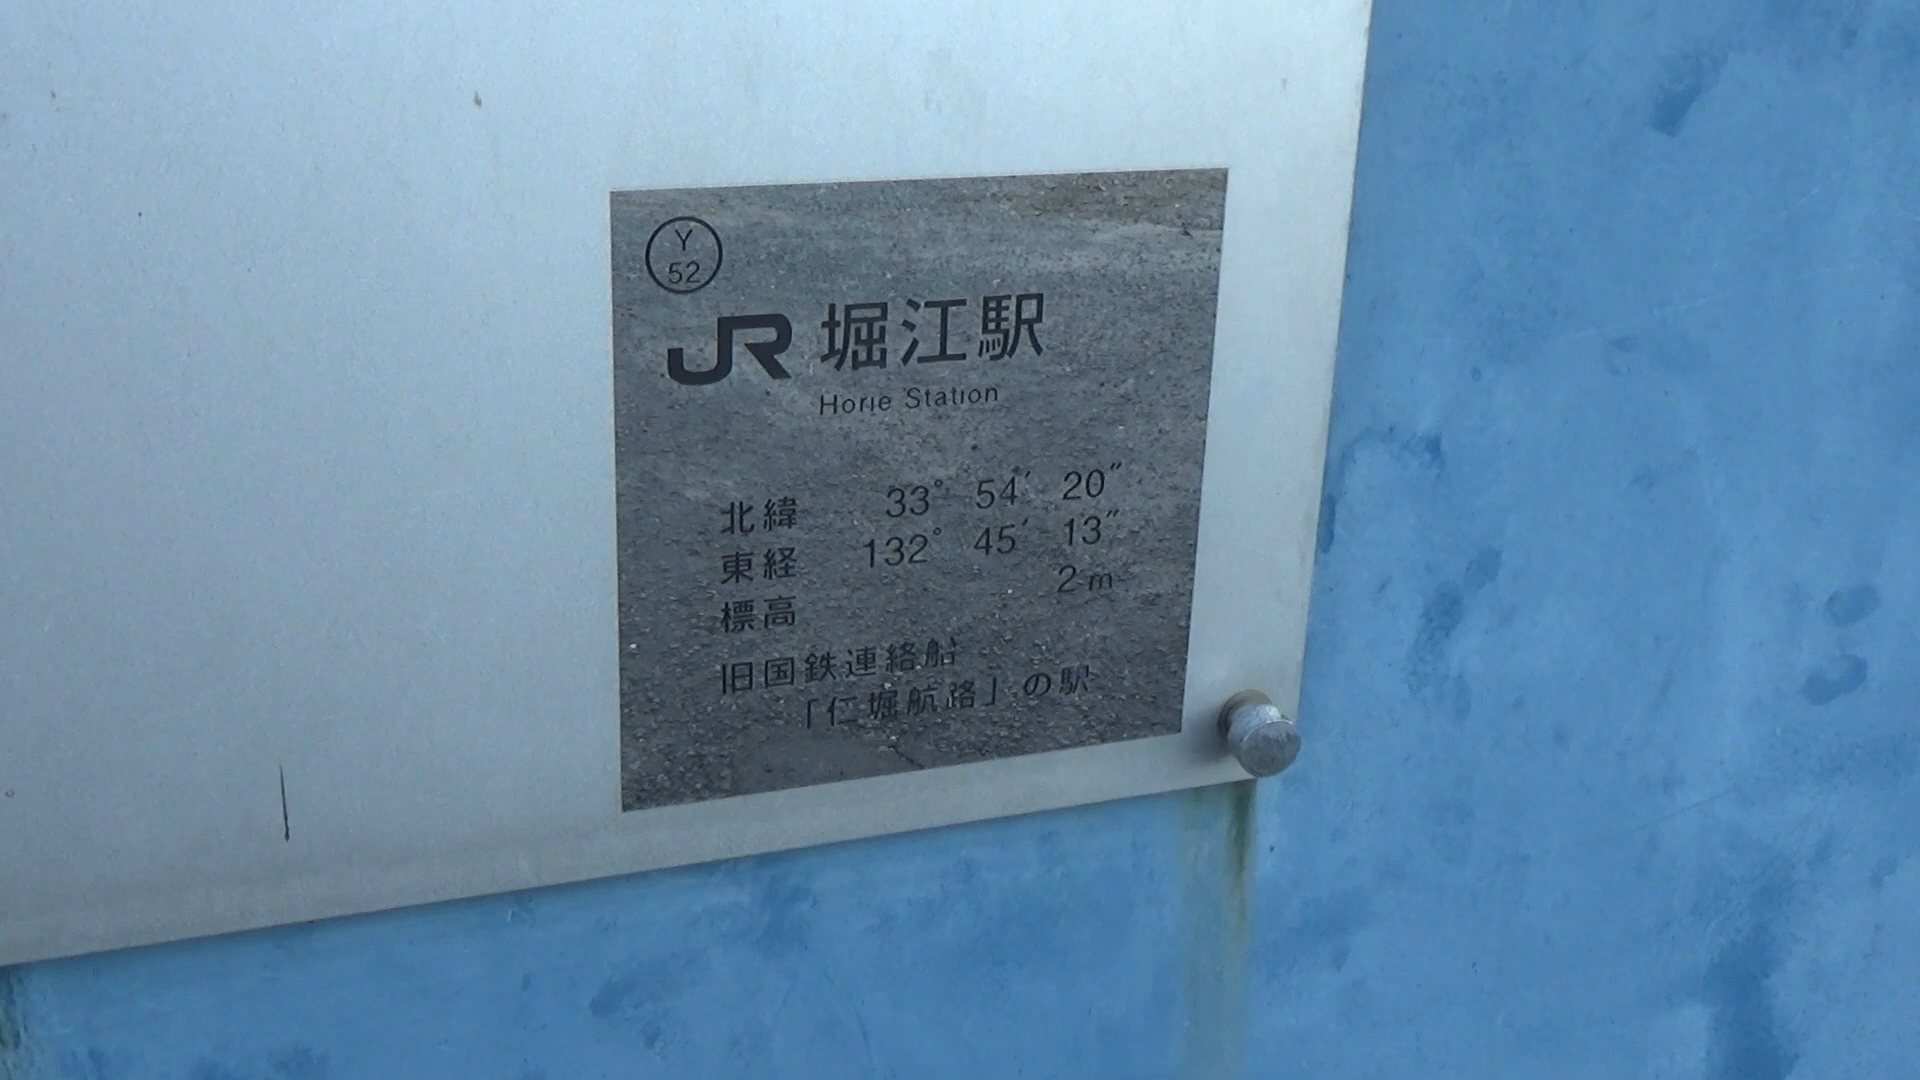 Y
52
JR 堀江駅
Horie Station
北緯 33° 54′ 20″
東経 132° 45′ 13″
標高 2m
旧国鉄連絡船
「仁堀航路」の駅